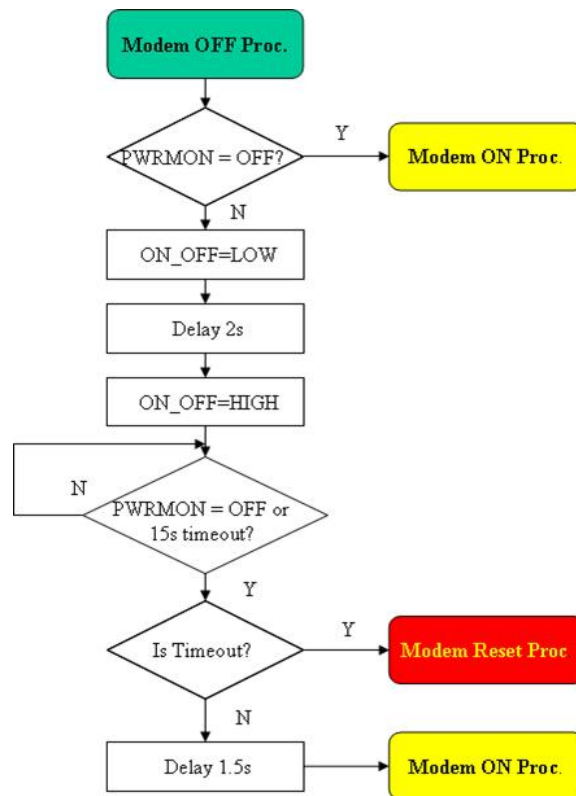 Modem OFF Proc.
PWRMON = OFF?
Y
Modem ON Proc.
N
ON_OFF=LOW
Delay 2s
ON_OFF=HIGH
N
PWRMON = OFF or
15s timeout?
Y
Is Timeout?
Y
Modem Reset Proc
N
Delay 1.5s
Modem ON Proc.